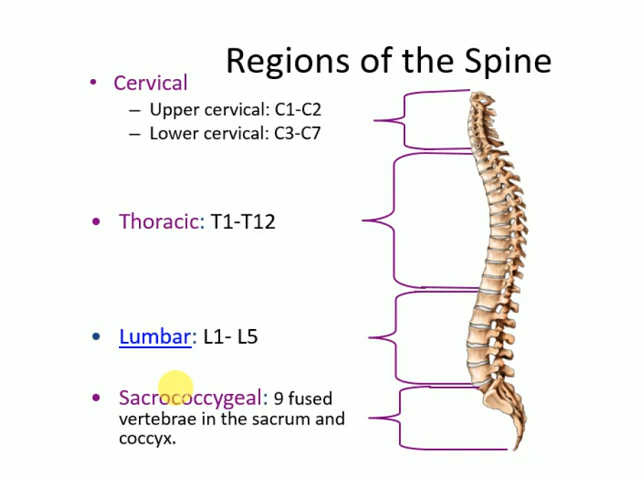 Regions of the Spine
• Cervical
– Upper cervical: C1-C2
– Lower cervical: C3-C7
• Thoracic: T1-T12
• Lumbar: L1- L5
• Sacrococcygeal: 9 fused
vertebrae in the sacrum and
coccyx.